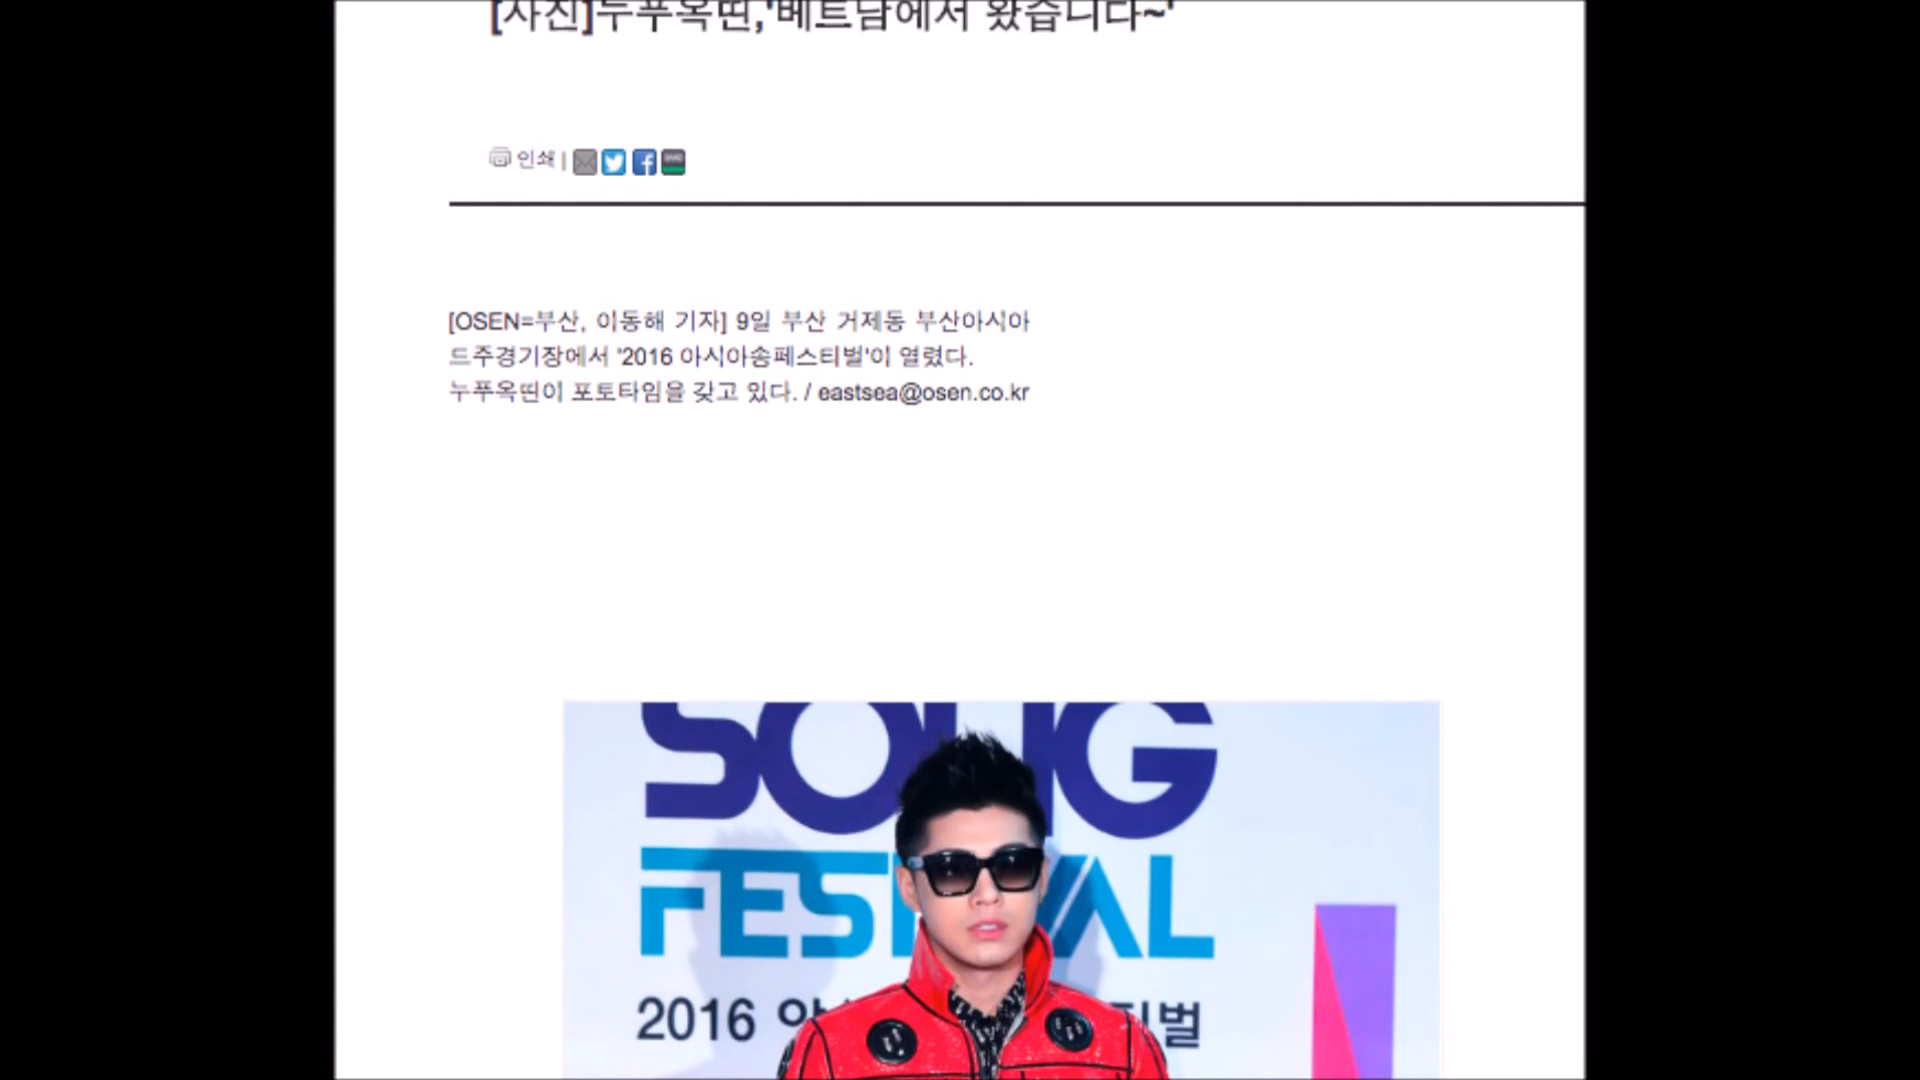 [사진]누푸옥띤,'베트남에서 왔습니다~'
인쇄 |
[OSEN=부산, 이동해 기자] 9일 부산 거제동 부산아시아
드주경기장에서 '2016 아시아송페스티벌'이 열렸다.
누푸옥띤이 포토타임을 갖고 있다. / eastsea@osen.co.kr
SONG
FESTIVAL
2016